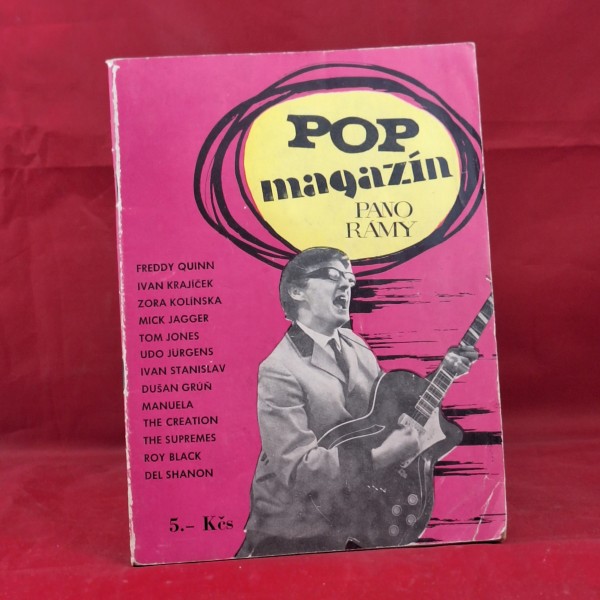 POP
magazín
PANO
RÁMY
FREDDY QUINN
IVAN KRAJÍČEK
ZORA KOLÍNSKA
MICK JAGGER
TOM JONES
UDO JÜRGENS
IVAN STANISLAV
DUŠAN GRÚŇ
MANUELA
THE CREATION
THE SUPREMES
ROY BLACK
DEL SHANON
5.– Kčs